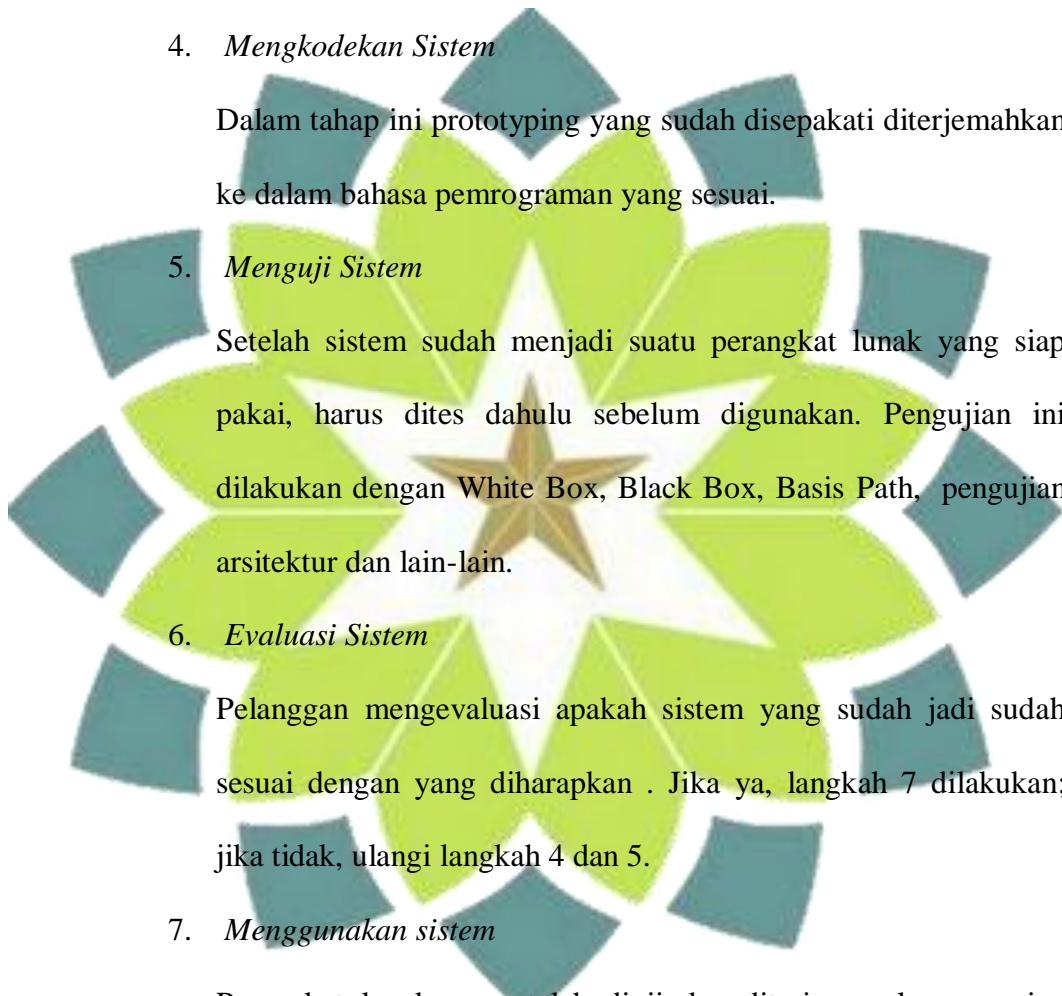 4. Mengkodekan Sistem
Dalam tahap ini prototyping yang sudah disepakati diterjemahkan
ke dalam bahasa pemrograman yang sesuai.
5. Menguji Sistem
Setelah sistem sudah menjadi suatu perangkat lunak yang siap
pakai, harus dites dahulu sebelum digunakan. Pengujian ini
dilakukan dengan White Box, Black Box, Basis Path, pengujian
arsitektur dan lain-lain.
6. Evaluasi Sistem
Pelanggan mengevaluasi apakah sistem yang sudah jadi sudah
sesuai dengan yang diharapkan . Jika ya, langkah 7 dilakukan;
jika tidak, ulangi langkah 4 dan 5.
7. Menggunakan sistem